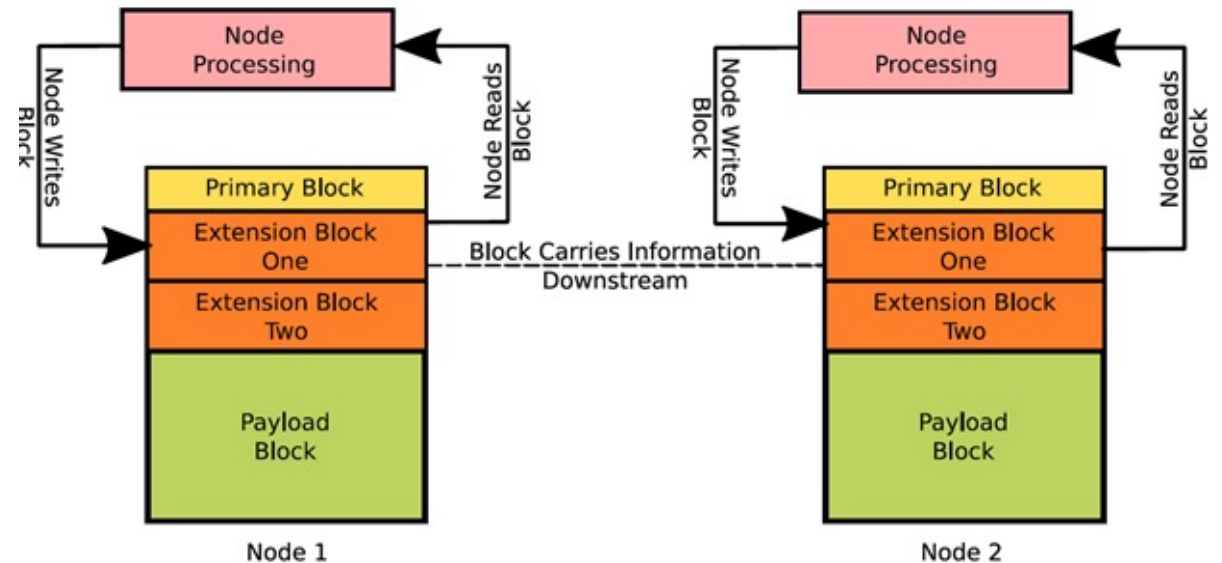 Node
Processing
Node Writes
Block
Node Reads
Block
Primary Block
Extension Block
One
Extension Block
Two
Payload
Block
Node 1
Block Carries Information
Downstream
Node
Processing
Node Writes
Block
Node Reads
Block
Primary Block
Extension Block
One
Extension Block
Two
Payload
Block
Node 2